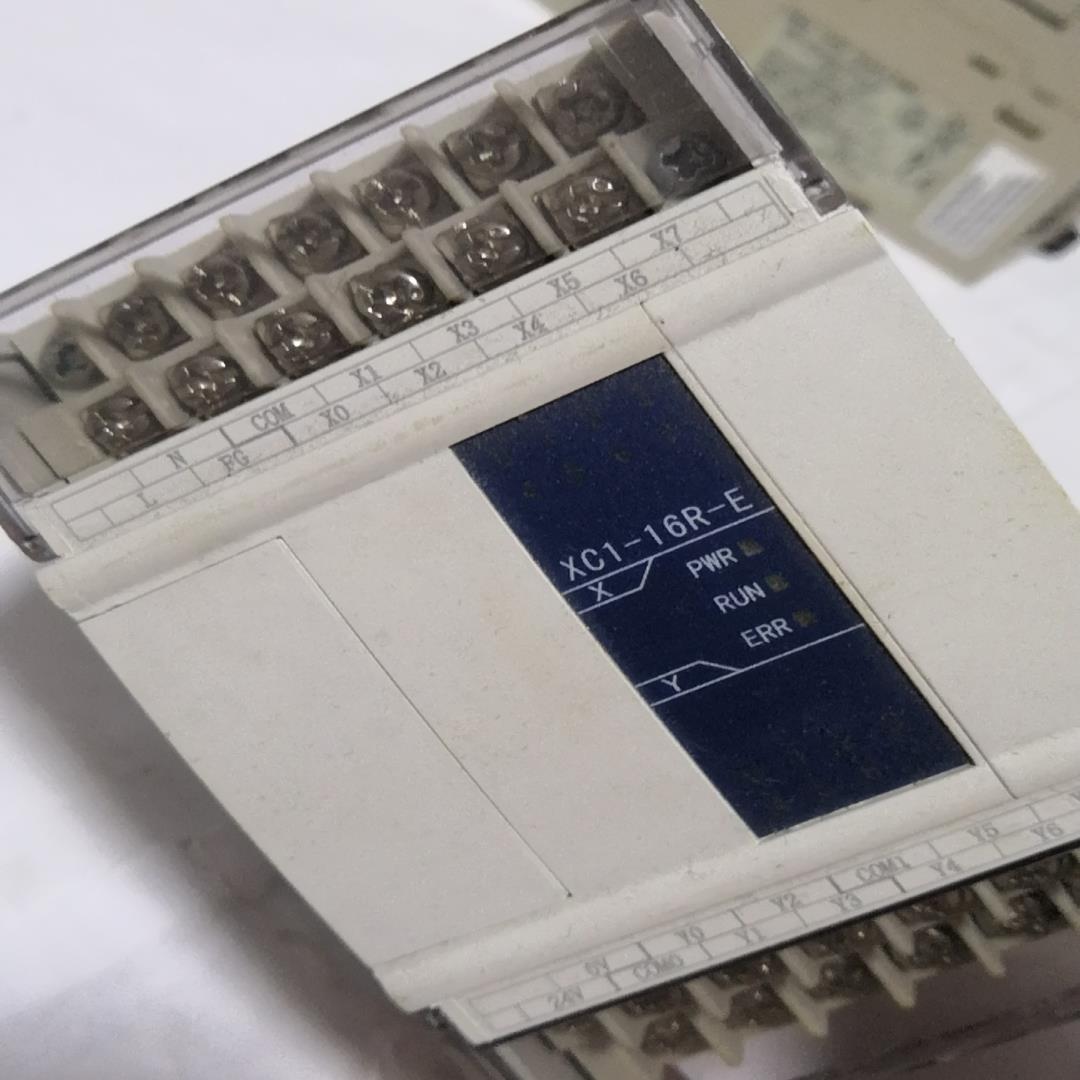 X7
X5
X6
X3
X4
X1
X2
COM
X0
N
FG
L
XC1-16R-E
X
PWR
RUN
ERR
Y
Y5
Y6
COM1
Y4
Y2
Y3
Y0
Y1
0V
COM0
24V